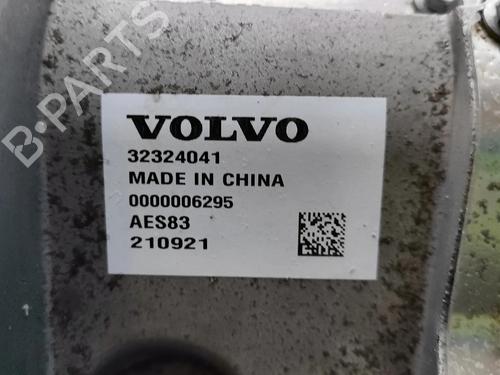 B-PARTS
VOLVO
32324041
MADE IN CHINA
0000006295
AES83
210921